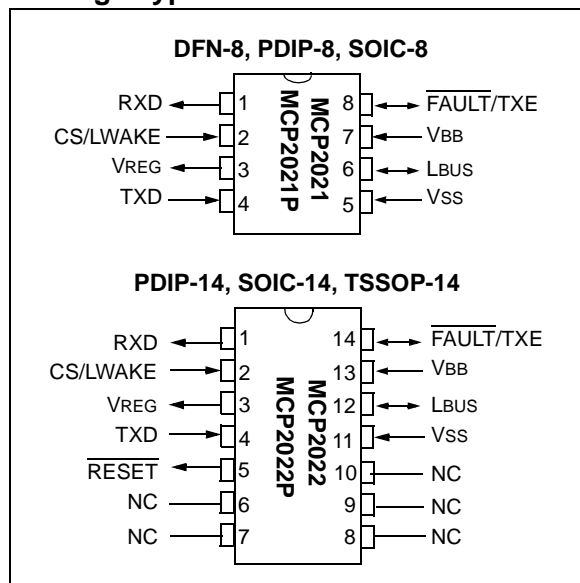 DFN-8, PDIP-8, SOIC-8
RXD 1 8 FAULT/TXE
CS/LWAKE 2 7 VBB
VREG 3 6 LBUS
TXD 4 5 VSS
MCP2021
MCP2021P
PDIP-14, SOIC-14, TSSOP-14
RXD 1 14 FAULT/TXE
CS/LWAKE 2 13 VBB
VREG 3 12 LBUS
TXD 4 11 VSS
RESET 5 10 NC
NC 6 9 NC
NC 7 8 NC
MCP2022
MCP2022P